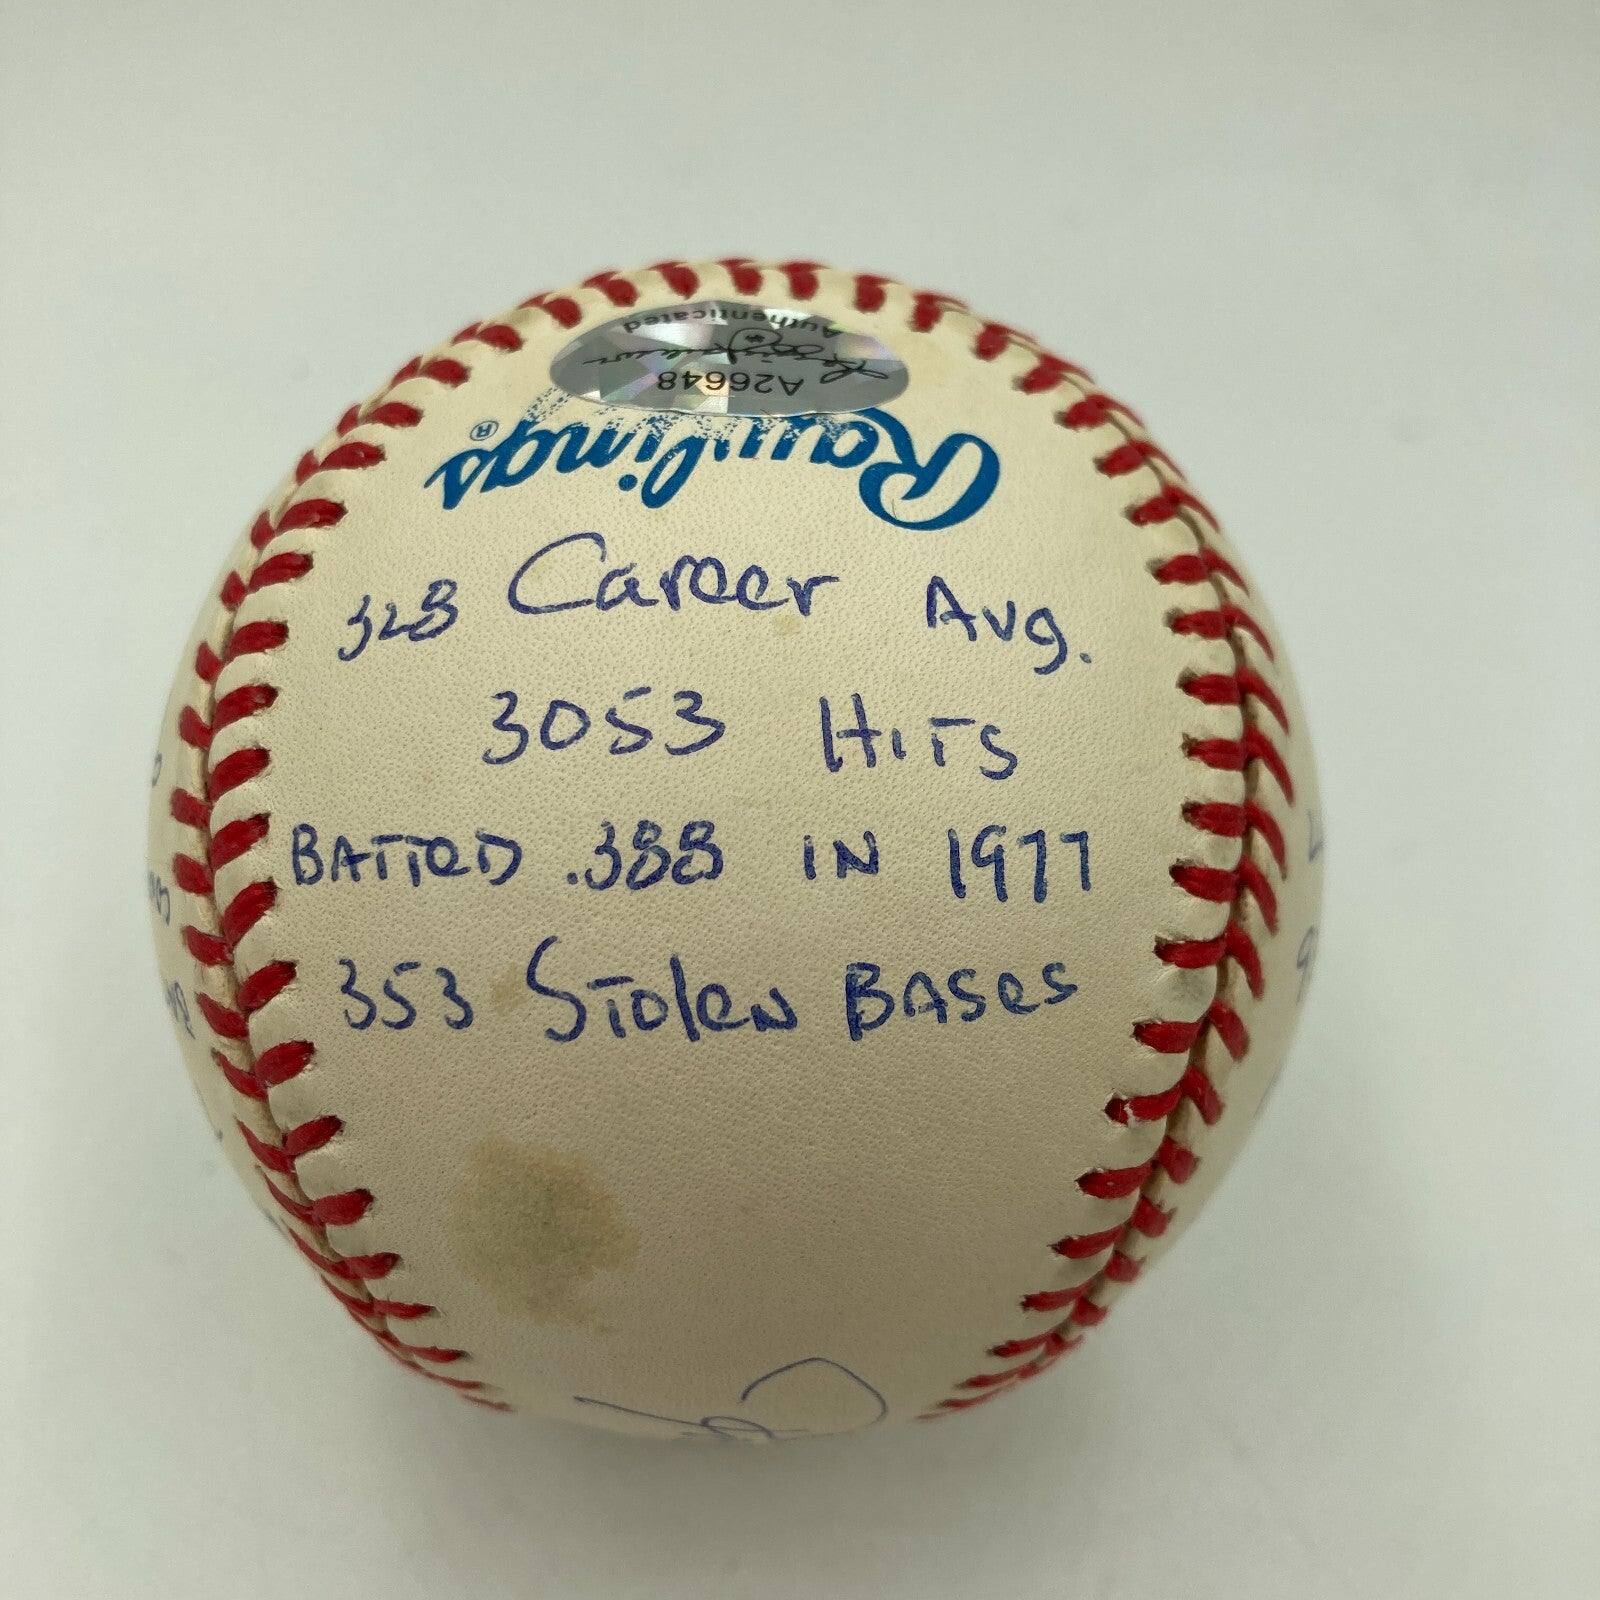 Authenticated
A26648
Rawlings®
328 Career Avg.
3053 Hits
BATTeD .388 IN 1977
353 STolen BASes